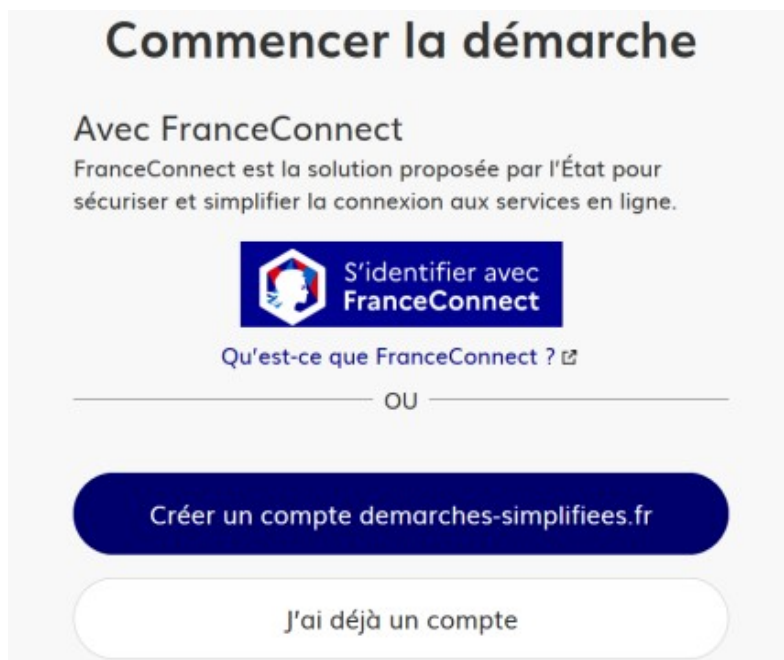 Commencer la démarche
Avec FranceConnect
FranceConnect est la solution proposée par l'État pour
sécuriser et simplifier la connexion aux services en ligne.
S'identifier avec
FranceConnect
Qu'est-ce que FranceConnect ?
OU
Créer un compte demarches-simplifiees.fr
J'ai déjà un compte